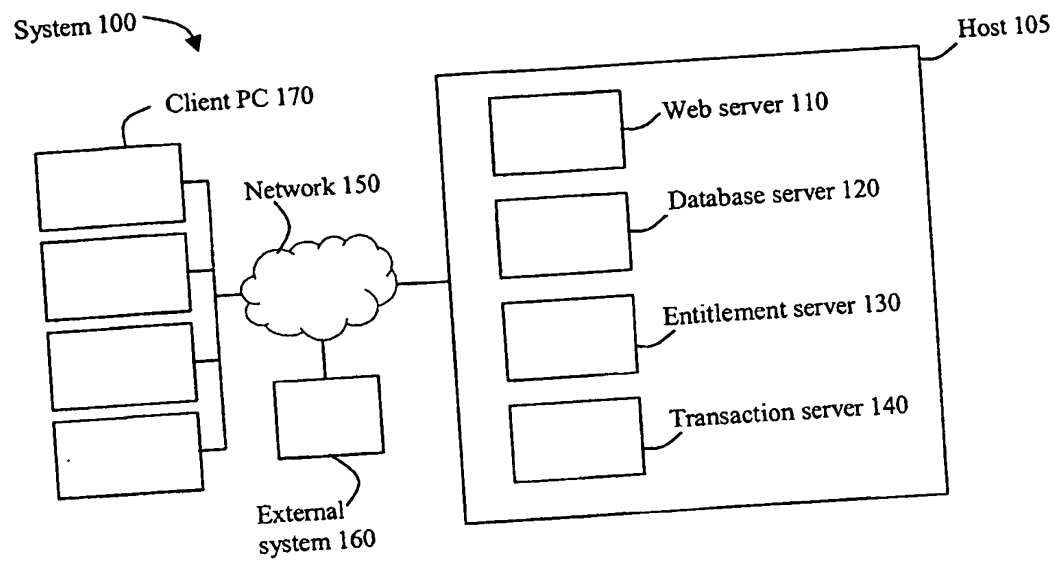 System 100
Host 105
Client PC 170
Web server 110
Network 150
Database server 120
Entitlement server 130
Transaction server 140
External
system 160